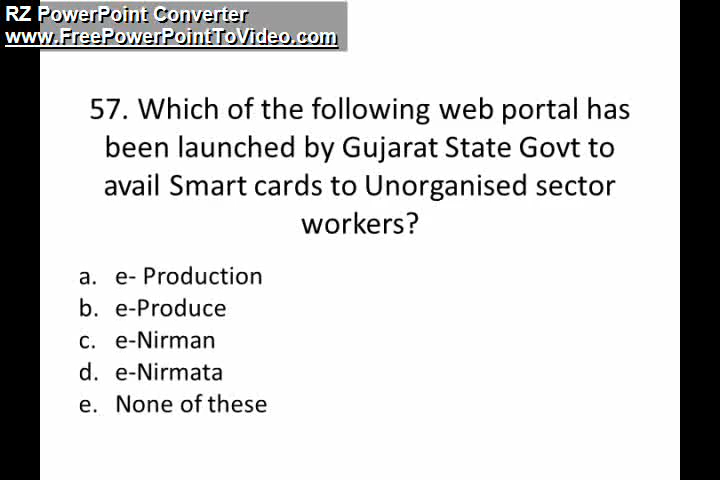 RZ PowerPoint Converter
www.FreePowerPointToVideo.com
57. Which of the following web portal has
been launched by Gujarat State Govt to
avail Smart cards to Unorganised sector
workers?
a. e- Production
b. e-Produce
c. e-Nirman
d. e-Nirmata
e. None of these